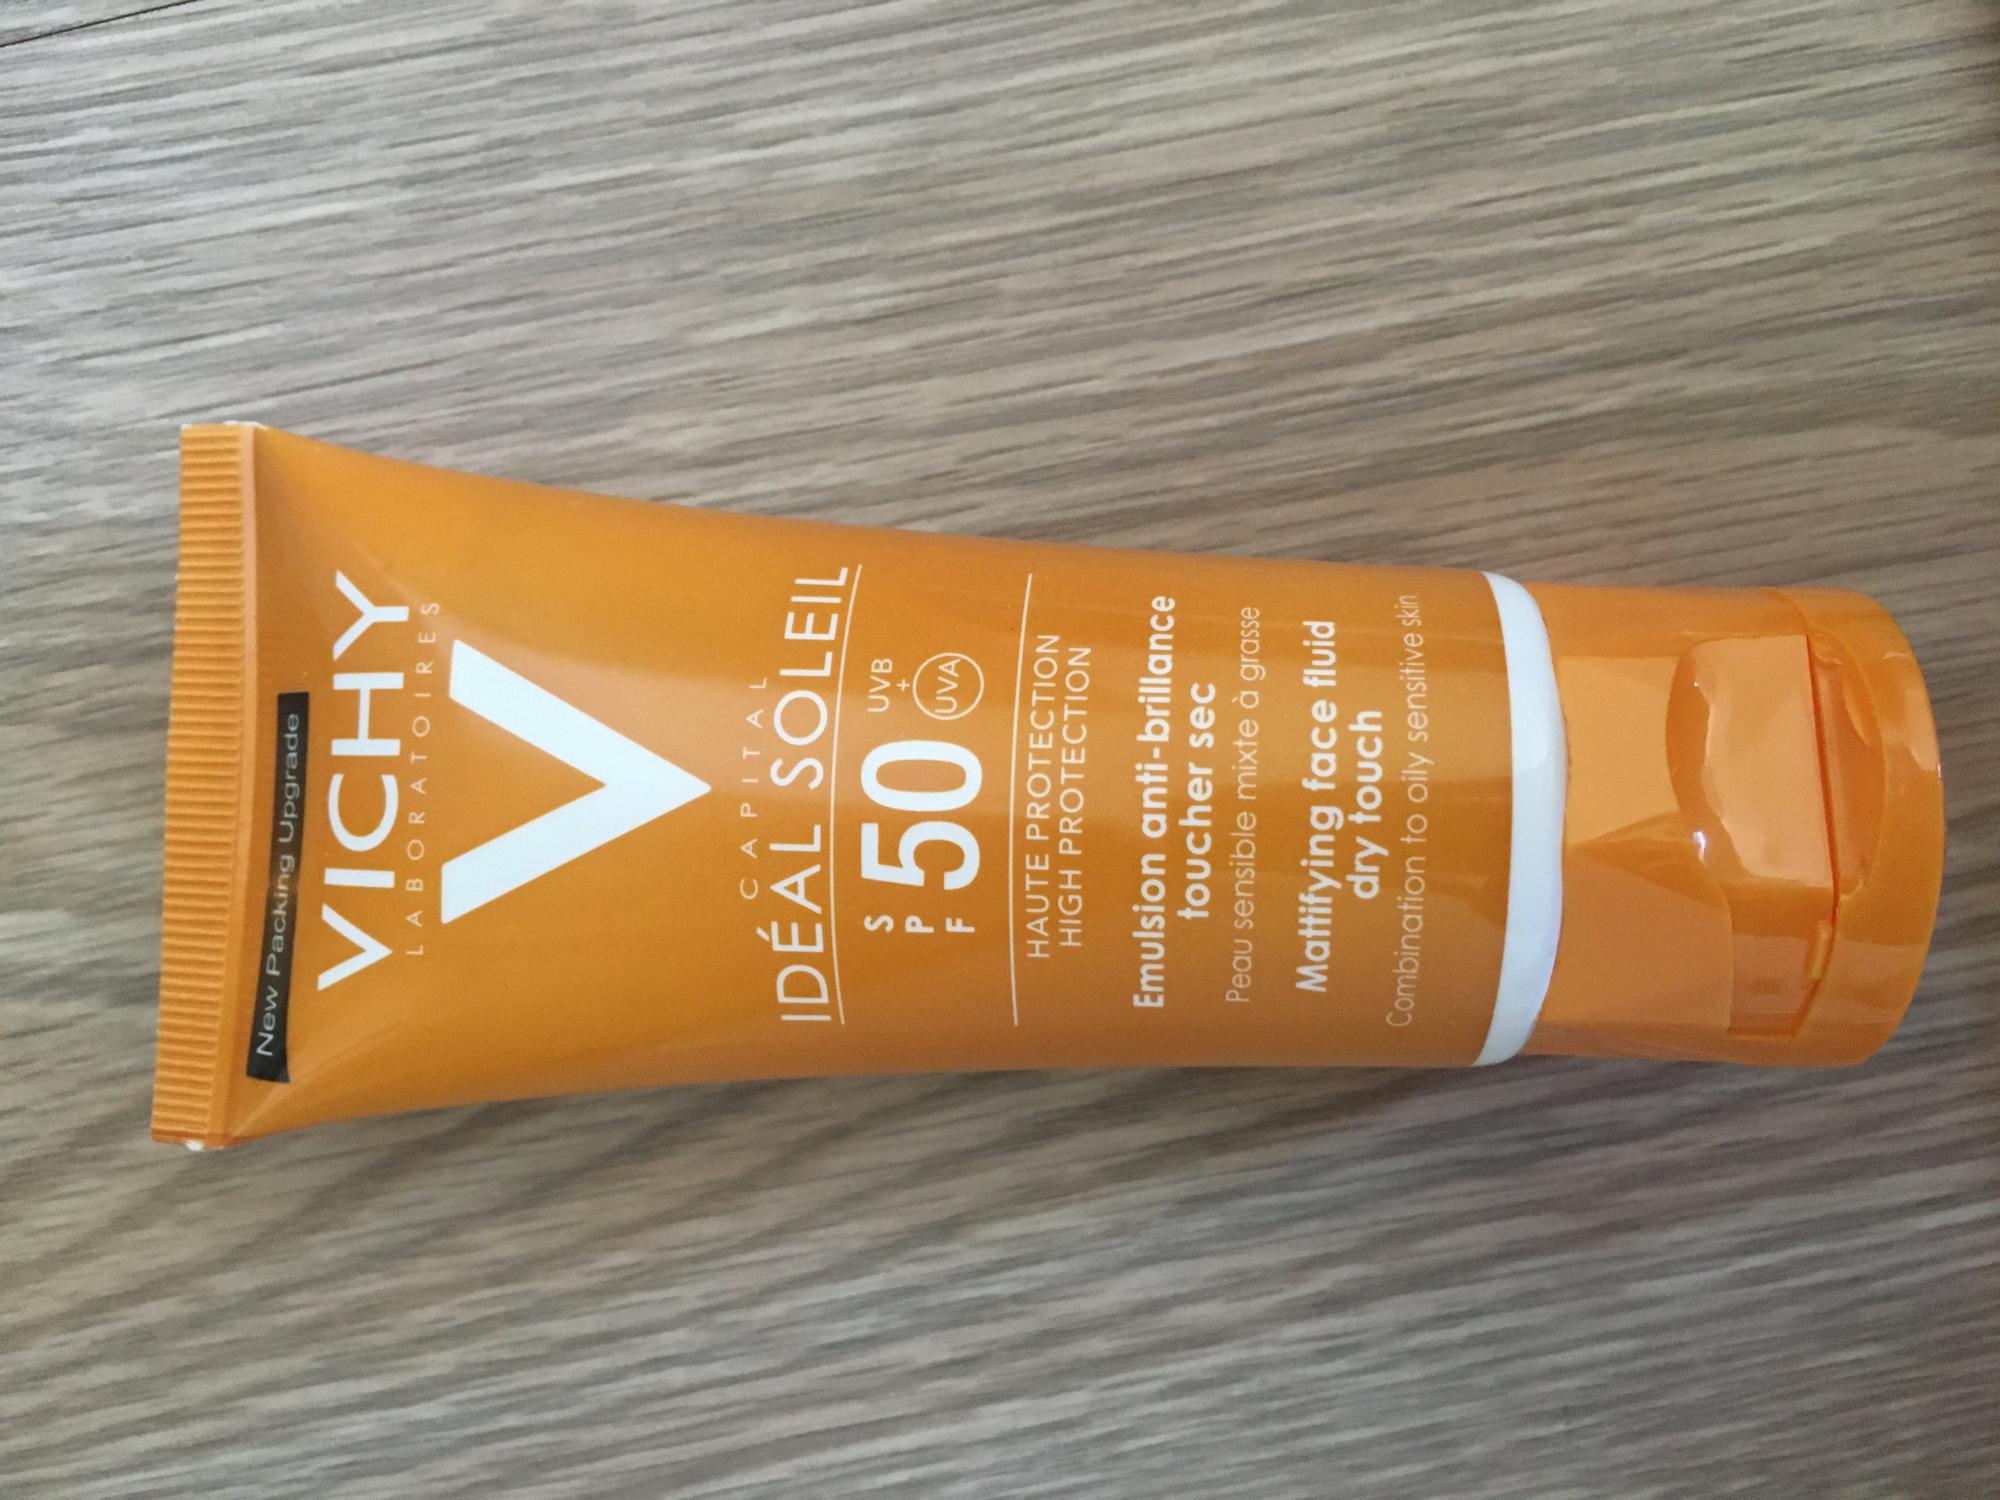 New Packing Upgrade
VICHY
LABORATOIRES
CAPITAL
IDÉAL SOLEIL
SPF 50 UVB + UVA
HAUTE PROTECTION
HIGH PROTECTION
Emulsion anti-brillance
toucher sec
Peau sensible mixte à grasse
Mattifying face fluid
dry touch
Combination to oily sensitive skin